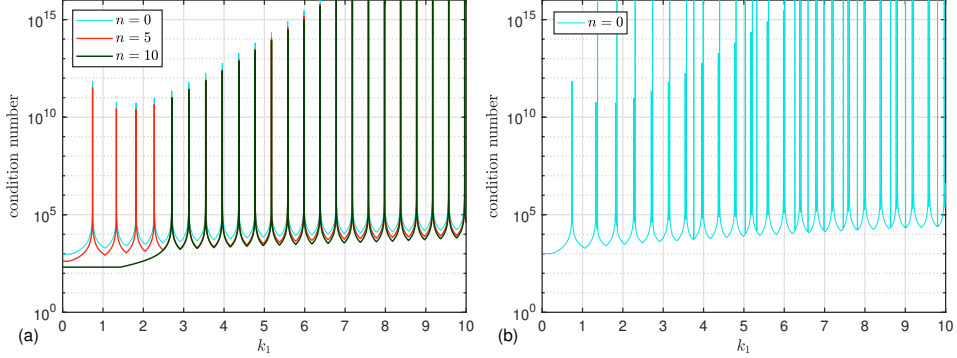 10^15
10^10
10^5
10^0
condition number
n = 0
n = 5
n = 10
0 1 2 3 4 5 6 7 8 9 10
k_1
(a)
10^15
10^10
10^5
10^0
condition number
n = 0
0 1 2 3 4 5 6 7 8 9 10
k_1
(b)